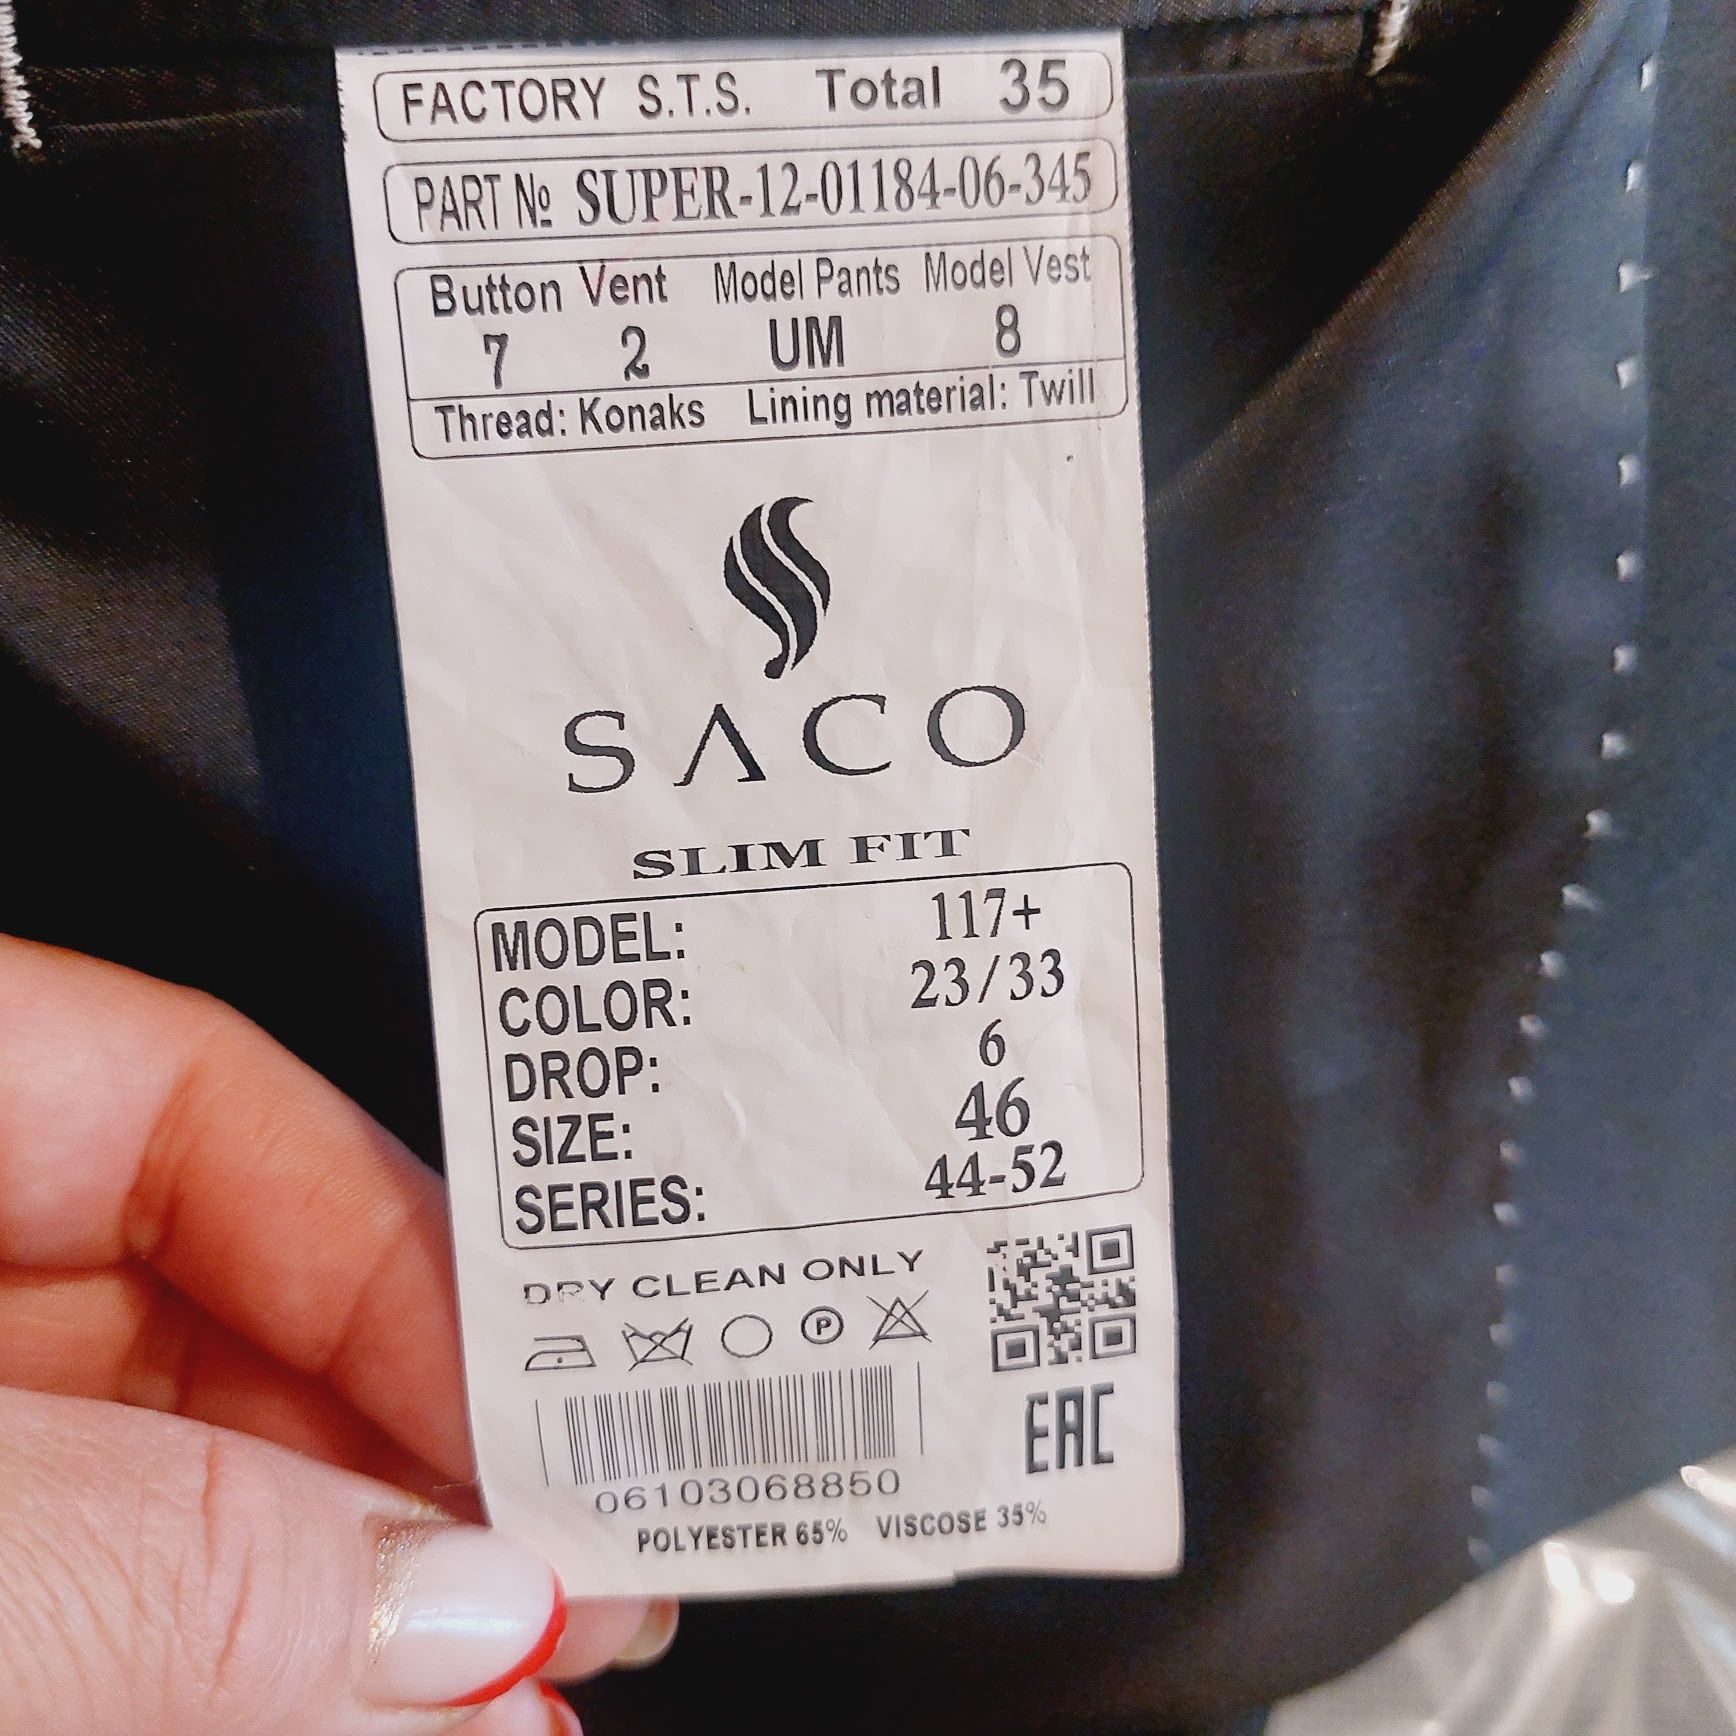 FACTORY S.T.S. Total 35
PART № SUPER-12-01184-06-345
Button Vent Model Pants Model Vest
7 2 UM 8
Thread: Konaks Lining material: Twill
SACO
SLIM FIT
MODEL: 117+
COLOR: 23/33
DROP: 6
SIZE: 46
SERIES: 44-52
DRY CLEAN ONLY
P
EAC
06103068850
POLYESTER 65% VISCOSE 35%